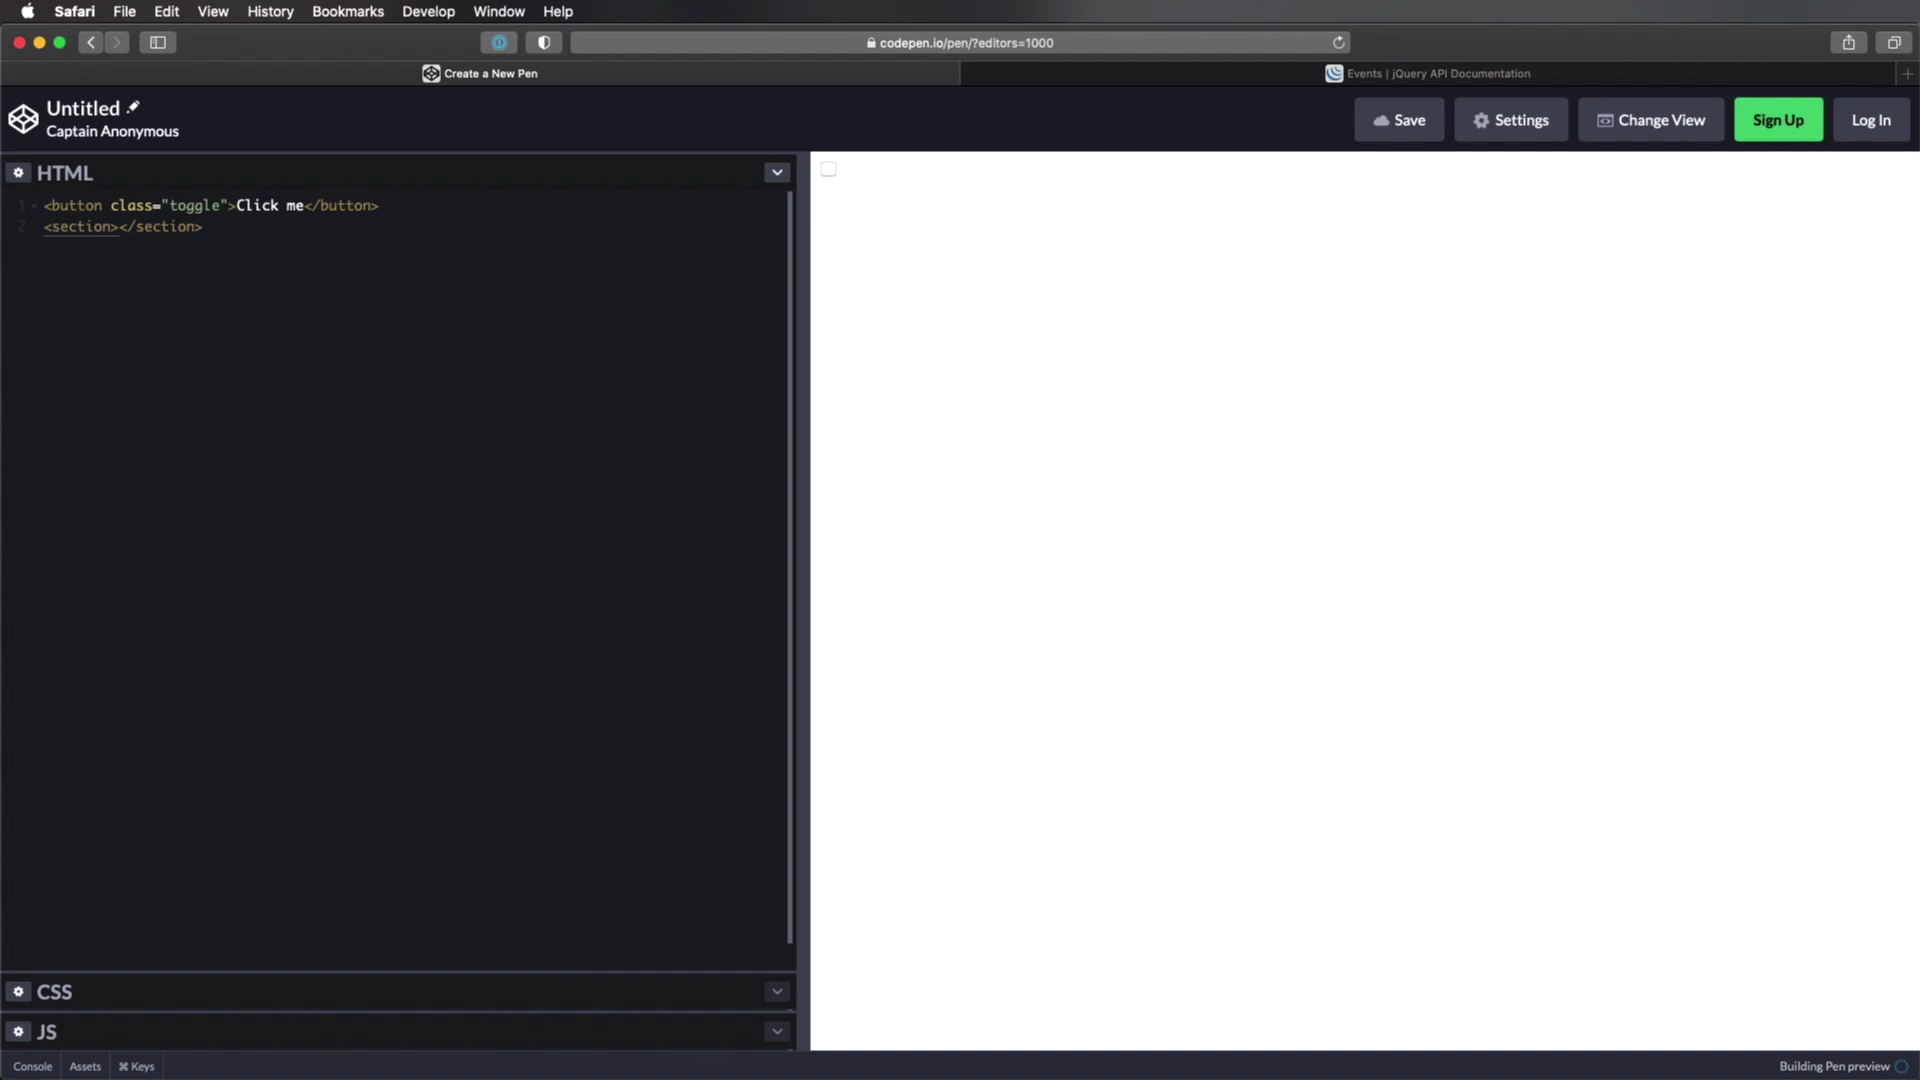 Safari File Edit View History Bookmarks Develop Window Help
codepen.io/pen/?editors=1000
Create a New Pen
Events | jQuery API Documentation
Untitled
Captain Anonymous
Save
Settings
Change View
Sign Up
Log In
HTML
1 <button class="toggle">Click me</button>
2 <section></section>
CSS
JS
Console
Assets
⌘ Keys
Building Pen preview